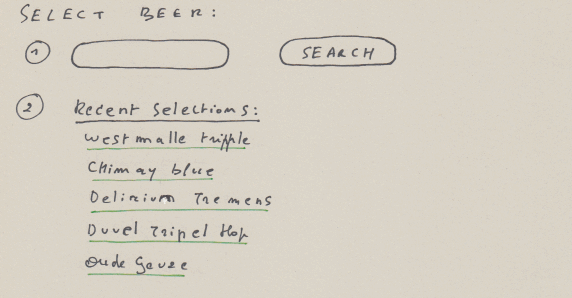 SELECT BEER:
1 SEARCH
2 Recent Selections:
Westmalle tripple
CHimay blue
Delirium Tremens
Duvel Tripel Hop
oude Geuze